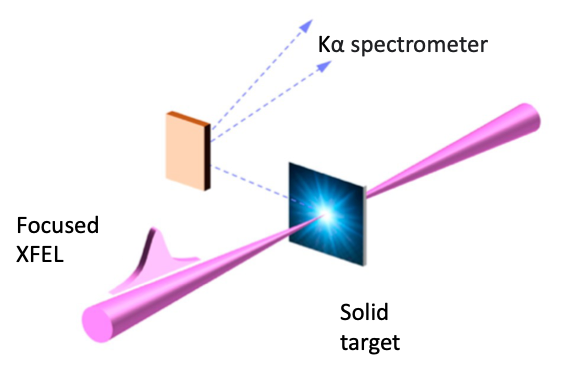 Kα spectrometer
Focused
XFEL
Solid
target